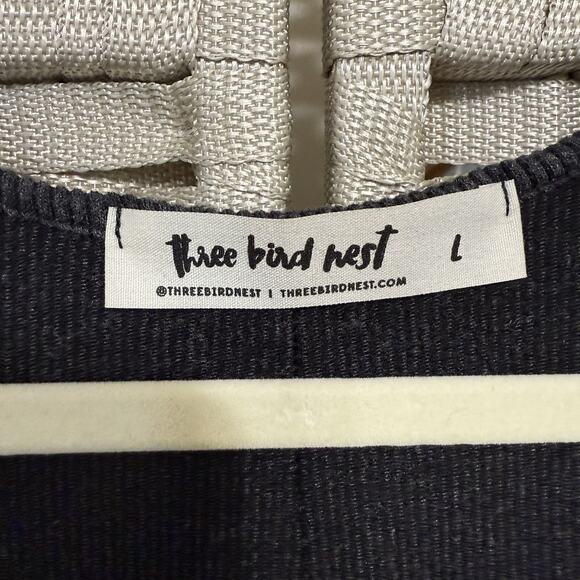 three bird nest L
@THREEBIRDNEST | THREEBIRDNEST.COM